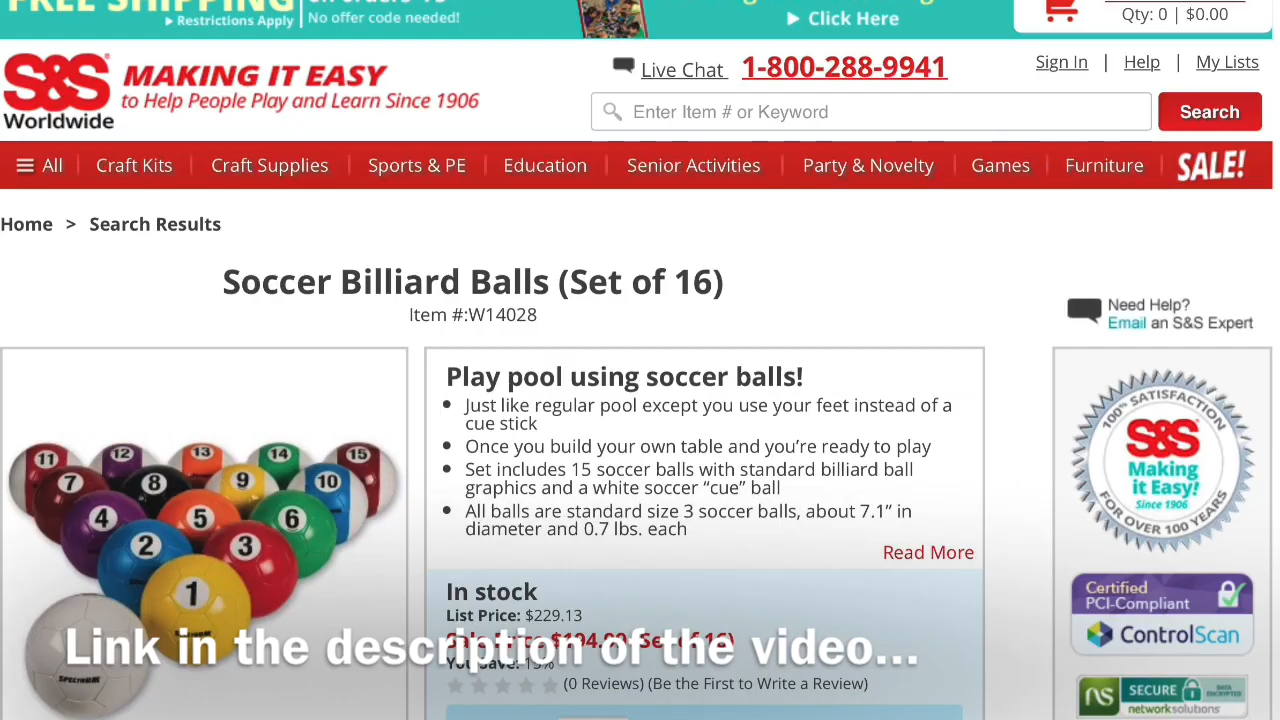 FREE SHIPPING
▶ Restrictions Apply
No offer code needed!
▶ Click Here
Qty: 0 | $0.00
S&S
Worldwide
MAKING IT EASY
to Help People Play and Learn Since 1906
Live Chat 1-800-288-9941
Sign In | Help | My Lists
Enter Item # or Keyword
Search
All
Craft Kits
Craft Supplies
Sports & PE
Education
Senior Activities
Party & Novelty
Games
Furniture
SALE!
Home > Search Results
Soccer Billiard Balls (Set of 16)
Item #:W14028
Need Help?
Email an S&S Expert
11 12 13 14 15
7 8 9 10
4 5 6
2 3
1
SPECTRUM
Play pool using soccer balls!
• Just like regular pool except you use your feet instead of a
cue stick
• Once you build your own table and you’re ready to play
• Set includes 15 soccer balls with standard billiard ball
graphics and a white soccer “cue” ball
• All balls are standard size 3 soccer balls, about 7.1” in
diameter and 0.7 lbs. each
Read More
In stock
List Price: $229.13
You Save: 15%
(0 Reviews) (Be the First to Write a Review)
Link in the description of the video...
100% SATISFACTION
S&S
Making
it Easy!
Since 1906
FOR OVER 100 YEARS
Certified
PCI-Compliant
ControlScan
ns
SECURE
DATA
ENCRYPTED
networksolutions